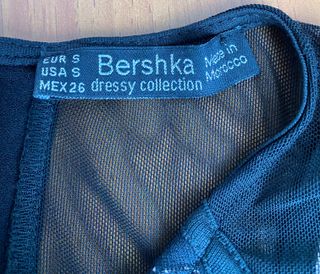 EUR S
USA S
MEX 26
Bershka
dressy collection
Made in
Morocco